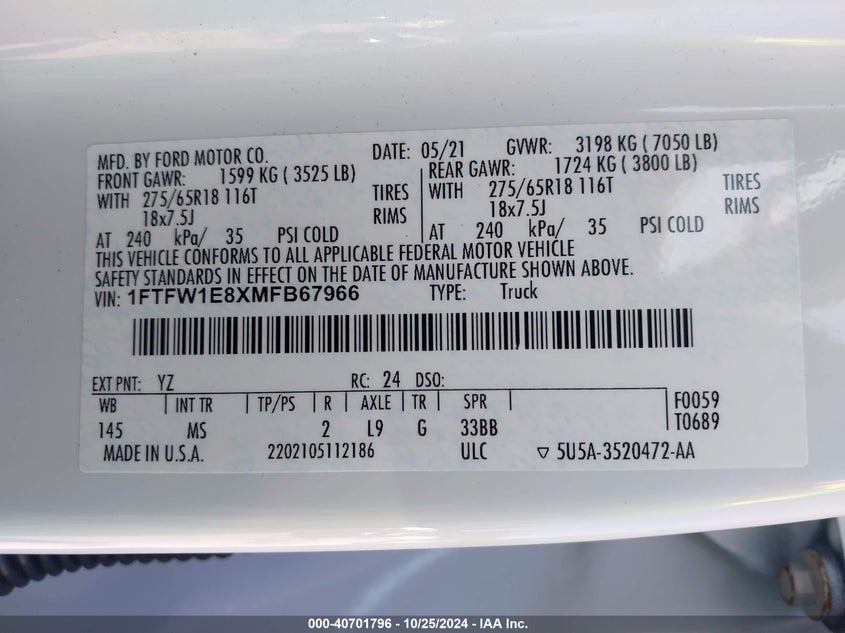 MFD. BY FORD MOTOR CO. DATE: 05/21 GVWR: 3198 KG ( 7050 LB)
FRONT GAWR: 1599 KG ( 3525 LB) REAR GAWR: 1724 KG ( 3800 LB)
WITH 275/65R18 116T TIRES WITH 275/65R18 116T TIRES
18x7.5J RIMS 18x7.5J RIMS
AT 240 kPa/ 35 PSI COLD AT 240 kPa/ 35 PSI COLD
THIS VEHICLE CONFORMS TO ALL APPLICABLE FEDERAL MOTOR VEHICLE
SAFETY STANDARDS IN EFFECT ON THE DATE OF MANUFACTURE SHOWN ABOVE.
VIN: 1FTFW1E8XMFB67966 TYPE: Truck
EXT PNT: YZ RC: 24 DSO:
WB INT TR TP/PS R AXLE TR SPR F0059
145 MS 2 L9 G 33BB T0689
MADE IN U.S.A. 2202105112186 ULC ▽ 5U5A-3520472-AA
000-40701796 - 10/25/2024 - IAA Inc.